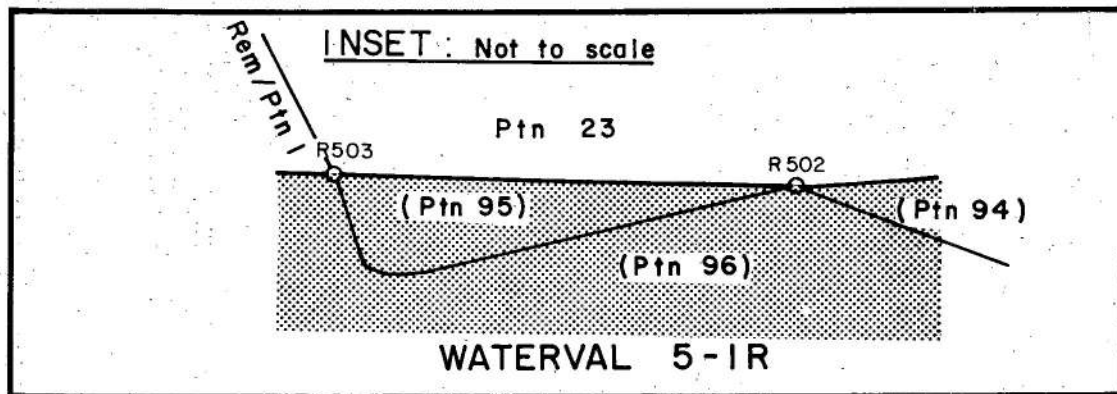 INSET : Not to scale
Rem/Ptn 1
Ptn 23
R503
R502
(Ptn 95)
(Ptn 94)
(Ptn 96)
WATERVAL 5-IR